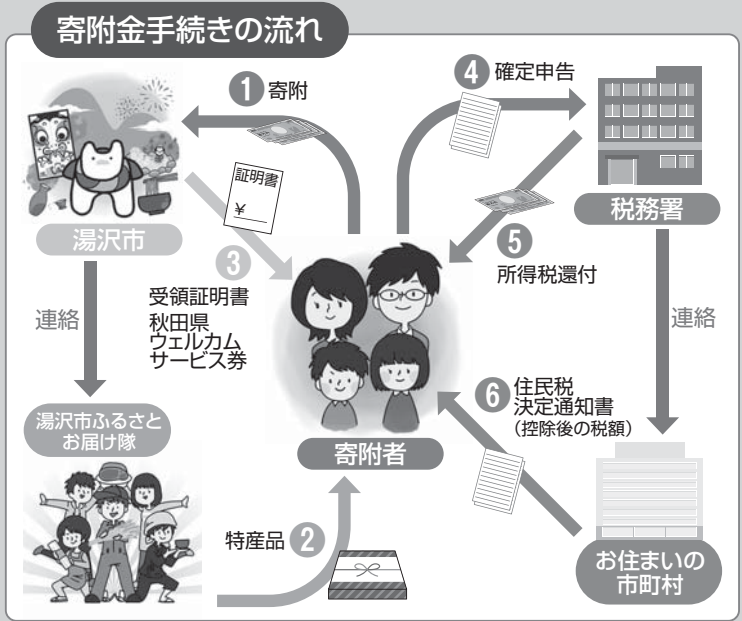 寄附金手続きの流れ
1 寄附
証明書
¥
湯沢市
3
受領証明書
秋田県
ウェルカム
サービス券
4 確定申告
税務署
5
所得税還付
連絡
連絡
湯沢市ふるさと
お届け隊
寄附者
6 住民税
決定通知書
(控除後の税額)
特産品 2
お住まいの
市町村